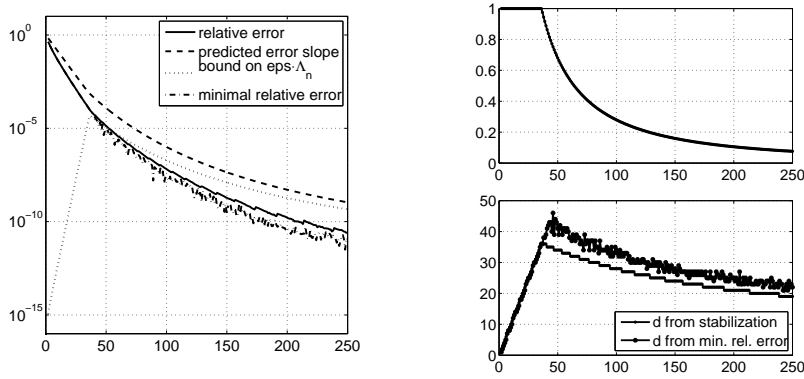 10^0
10^-5
10^-10
10^-15
0 50 100 150 200 250
relative error
predicted error slope
bound on eps·Λ_n
minimal relative error
1
0.8
0.6
0.4
0.2
0
0 50 100 150 200 250
50
40
30
20
10
0
0 50 100 150 200 250
d from stabilization
d from min. rel. error